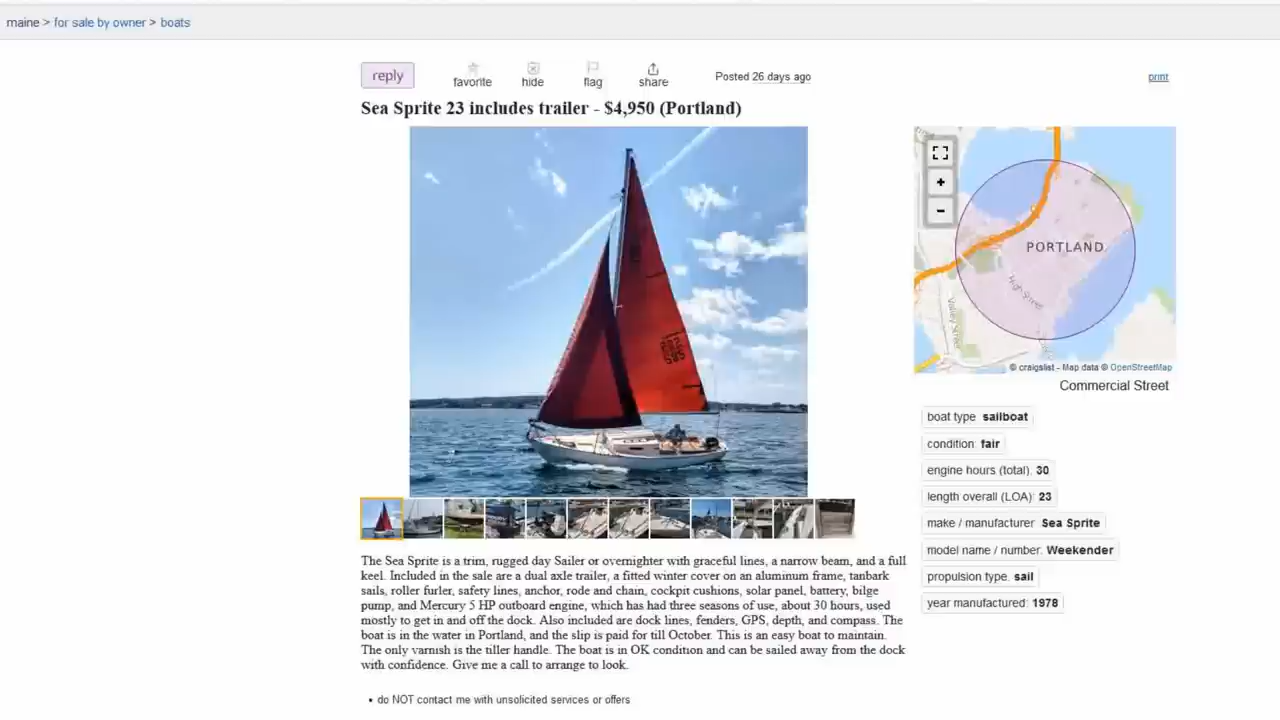 maine > for sale by owner > boats
reply
favorite
hide
flag
share
Posted 26 days ago
print
Sea Sprite 23 includes trailer - $4,950 (Portland)
+
-
PORTLAND
High Street
Valley Street
© craigslist - Map data © OpenStreetMap
Commercial Street
boat type: sailboat
condition: fair
engine hours (total): 30
length overall (LOA): 23
make / manufacturer: Sea Sprite
model name / number: Weekender
propulsion type: sail
year manufactured: 1978
The Sea Sprite is a trim, rugged day Sailer or overnighter with graceful lines, a narrow beam, and a full
keel. Included in the sale are a dual axle trailer, a fitted winter cover on an aluminum frame, tanbark
sails, roller furler, safety lines, anchor, rode and chain, cockpit cushions, solar panel, battery, bilge
pump, and Mercury 5 HP outboard engine, which has had three seasons of use, about 30 hours, used
mostly to get in and off the dock. Also included are dock lines, fenders, GPS, depth, and compass. The
boat is in the water in Portland, and the slip is paid for till October. This is an easy boat to maintain.
The only varnish is the tiller handle. The boat is in OK condition and can be sailed away from the dock
with confidence. Give me a call to arrange to look.
• do NOT contact me with unsolicited services or offers